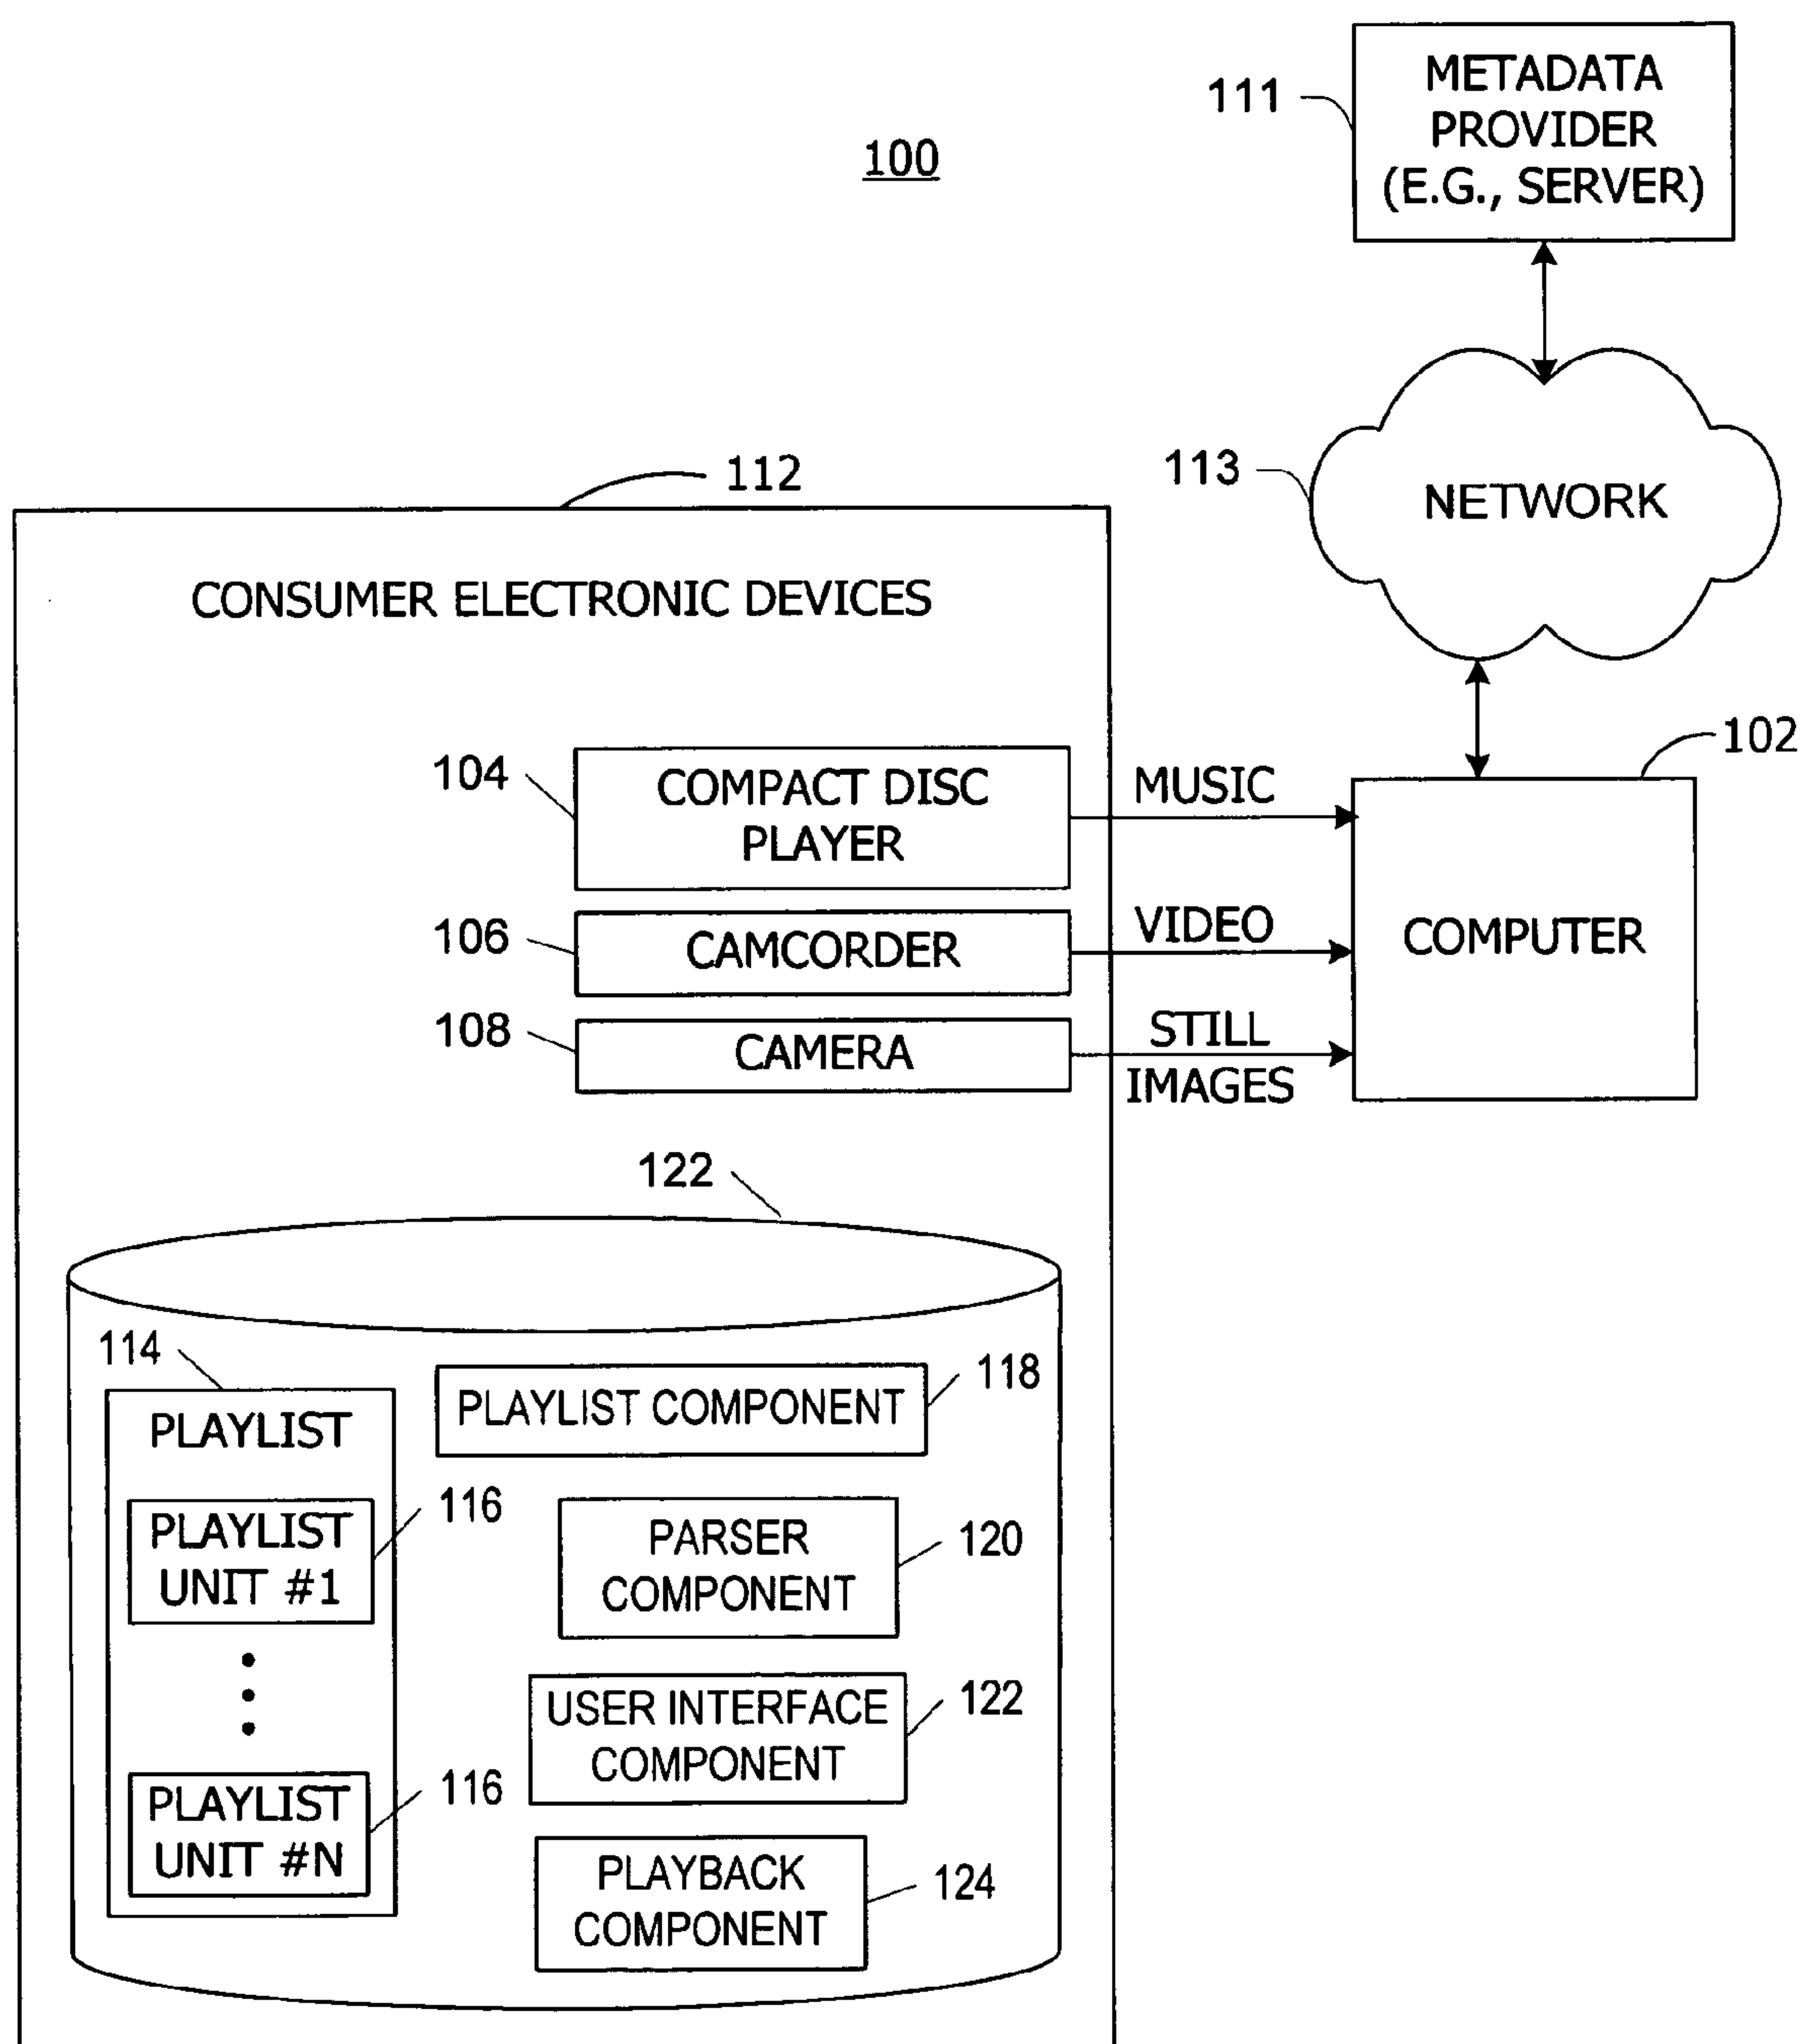 METADATA
PROVIDER
(E.G., SERVER)
111
100
113
NETWORK
112
CONSUMER ELECTRONIC DEVICES
102
104
COMPACT DISC
PLAYER
MUSIC
COMPUTER
106
CAMCORDER
VIDEO
108
CAMERA
STILL
IMAGES
122
114
PLAYLIST
PLAYLIST COMPONENT
118
PLAYLIST
UNIT #1
116
PARSER
COMPONENT
120
USER INTERFACE
COMPONENT
122
PLAYLIST
UNIT #N
116
PLAYBACK
COMPONENT
124